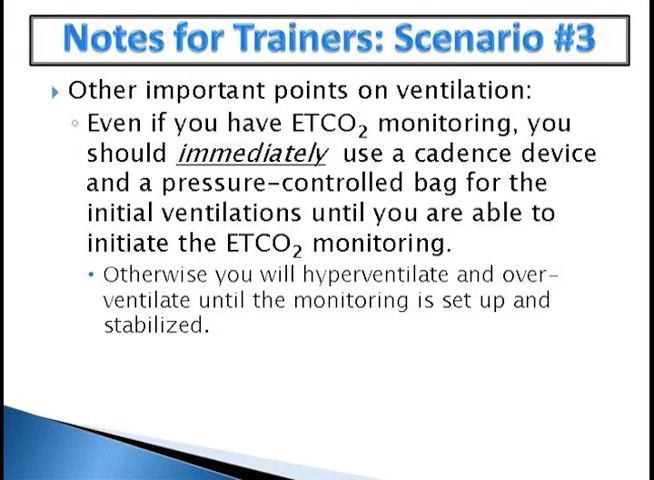 Notes for Trainers: Scenario #3
Other important points on ventilation:
Even if you have ETCO₂ monitoring, you
should immediately use a cadence device
and a pressure-controlled bag for the
initial ventilations until you are able to
initiate the ETCO₂ monitoring.
Otherwise you will hyperventilate and over-
ventilate until the monitoring is set up and
stabilized.